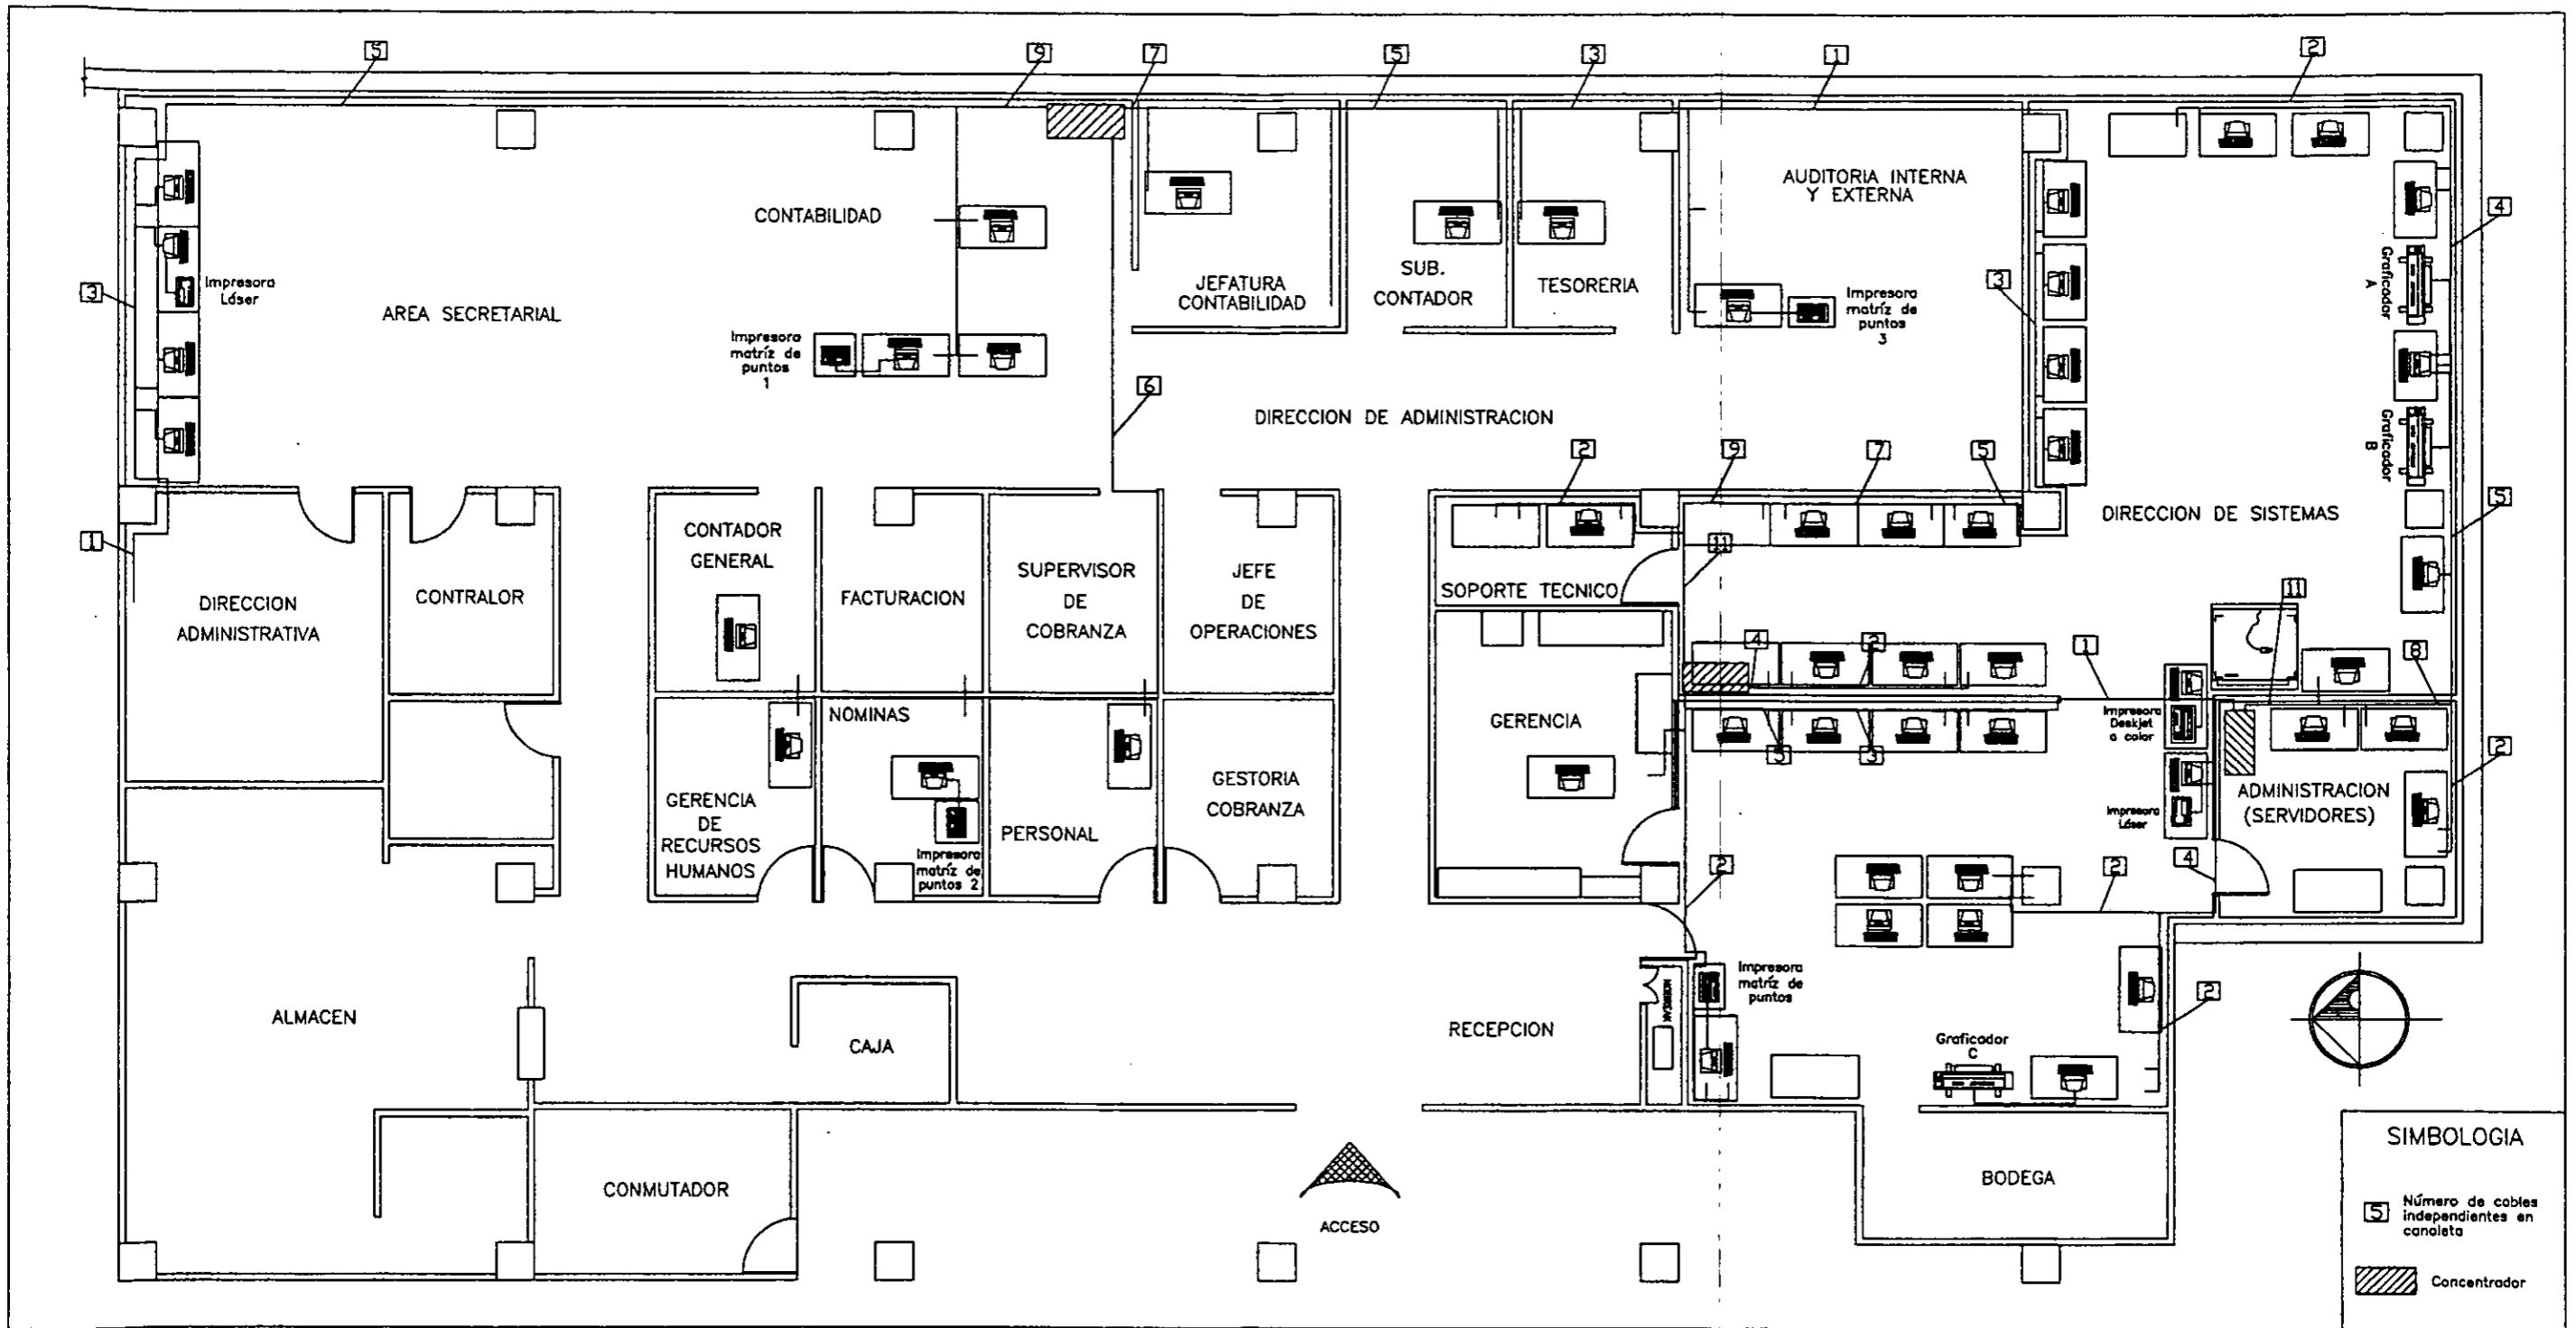 5
9
7
5
3
1
2
CONTABILIDAD
AUDITORIA INTERNA
Y EXTERNA
4
3
Impresora
Láser
AREA SECRETARIAL
JEFATURA
CONTABILIDAD
SUB.
CONTADOR
TESORERIA
3
Graficador
A
Impresora
matríz de
puntos
1
Impresora
matríz de
puntos
3
6
DIRECCION DE ADMINISTRACION
Graficador
B
2
9
7
5
5
DIRECCION DE SISTEMAS
1
CONTADOR
GENERAL
11
DIRECCION
ADMINISTRATIVA
CONTRALOR
FACTURACION
SUPERVISOR
DE
COBRANZA
JEFE
DE
OPERACIONES
SOPORTE TECNICO
11
4
2
1
8
NOMINAS
GERENCIA
Impresora
Deskjet
a color
3
3
2
GERENCIA
DE
RECURSOS
HUMANOS
PERSONAL
GESTORIA
COBRANZA
Impresora
Láser
ADMINISTRACION
(SERVIDORES)
Impresora
matríz de
puntos 2
2
2
4
Impresora
matríz de
puntos
2
ALMACEN
CAJA
RECEPCION
Graficador
C
SIMBOLOGIA
CONMUTADOR
BODEGA
5
Número de cables
independientes en
canaleta
ACCESO
Concentrador